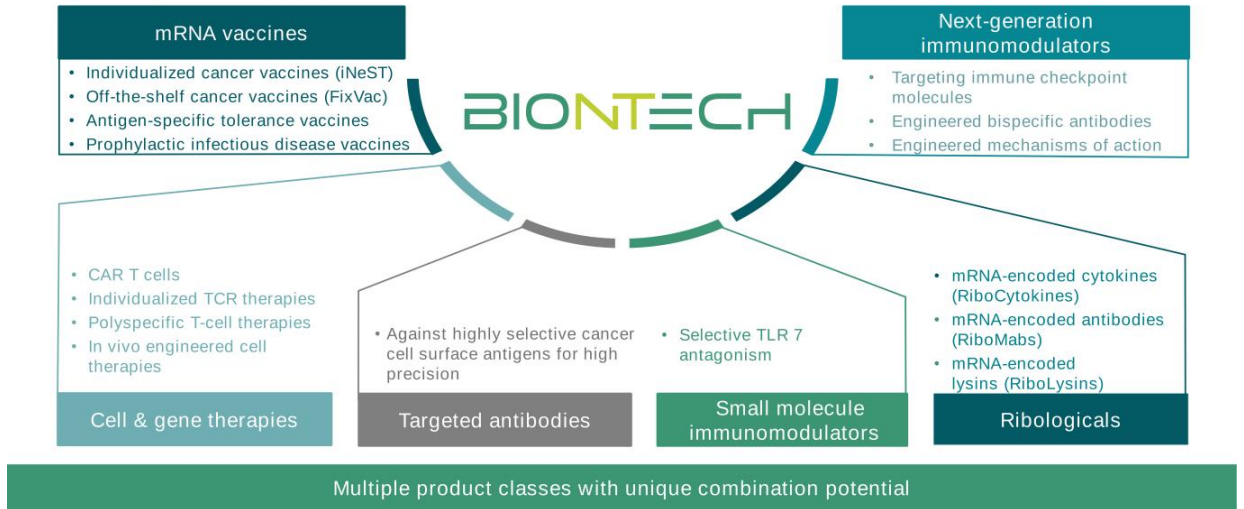 mRNA vaccines
• Individualized cancer vaccines (iNeST)
• Off-the-shelf cancer vaccines (FixVac)
• Antigen-specific tolerance vaccines
• Prophylactic infectious disease vaccines
BIONTECH
Next-generation
immunomodulators
• Targeting immune checkpoint
molecules
• Engineered bispecific antibodies
• Engineered mechanisms of action
• CAR T cells
• Individualized TCR therapies
• Polyspecific T-cell therapies
• In vivo engineered cell
therapies
Cell & gene therapies
• Against highly selective cancer
cell surface antigens for high
precision
Targeted antibodies
• Selective TLR 7
antagonism
Small molecule
immunomodulators
• mRNA-encoded cytokines
(RiboCytokines)
• mRNA-encoded antibodies
(RiboMabs)
• mRNA-encoded
lysins (RiboLysins)
Ribologicals
Multiple product classes with unique combination potential